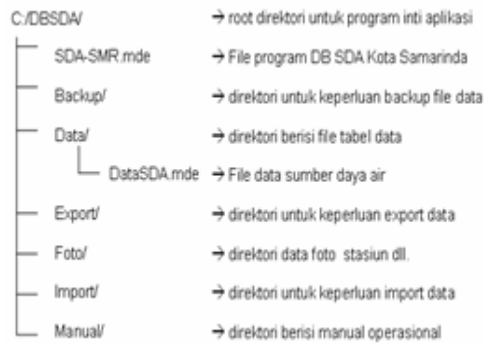 C:/DBSDA/ → root direktori untuk program inti aplikasi
SDA-SMR.mde → File program DB SDA Kota Samarinda
Backup/ → direktori untuk keperluan backup file data
Data/ → direktori berisi file tabel data
DataSDA.mde → File data sumber daya air
Export/ → direktori untuk keperluan export data
Foto/ → direktori data foto stasiun dll.
Import/ → direktori untuk keperluan import data
Manual/ → direktori berisi manual operasional